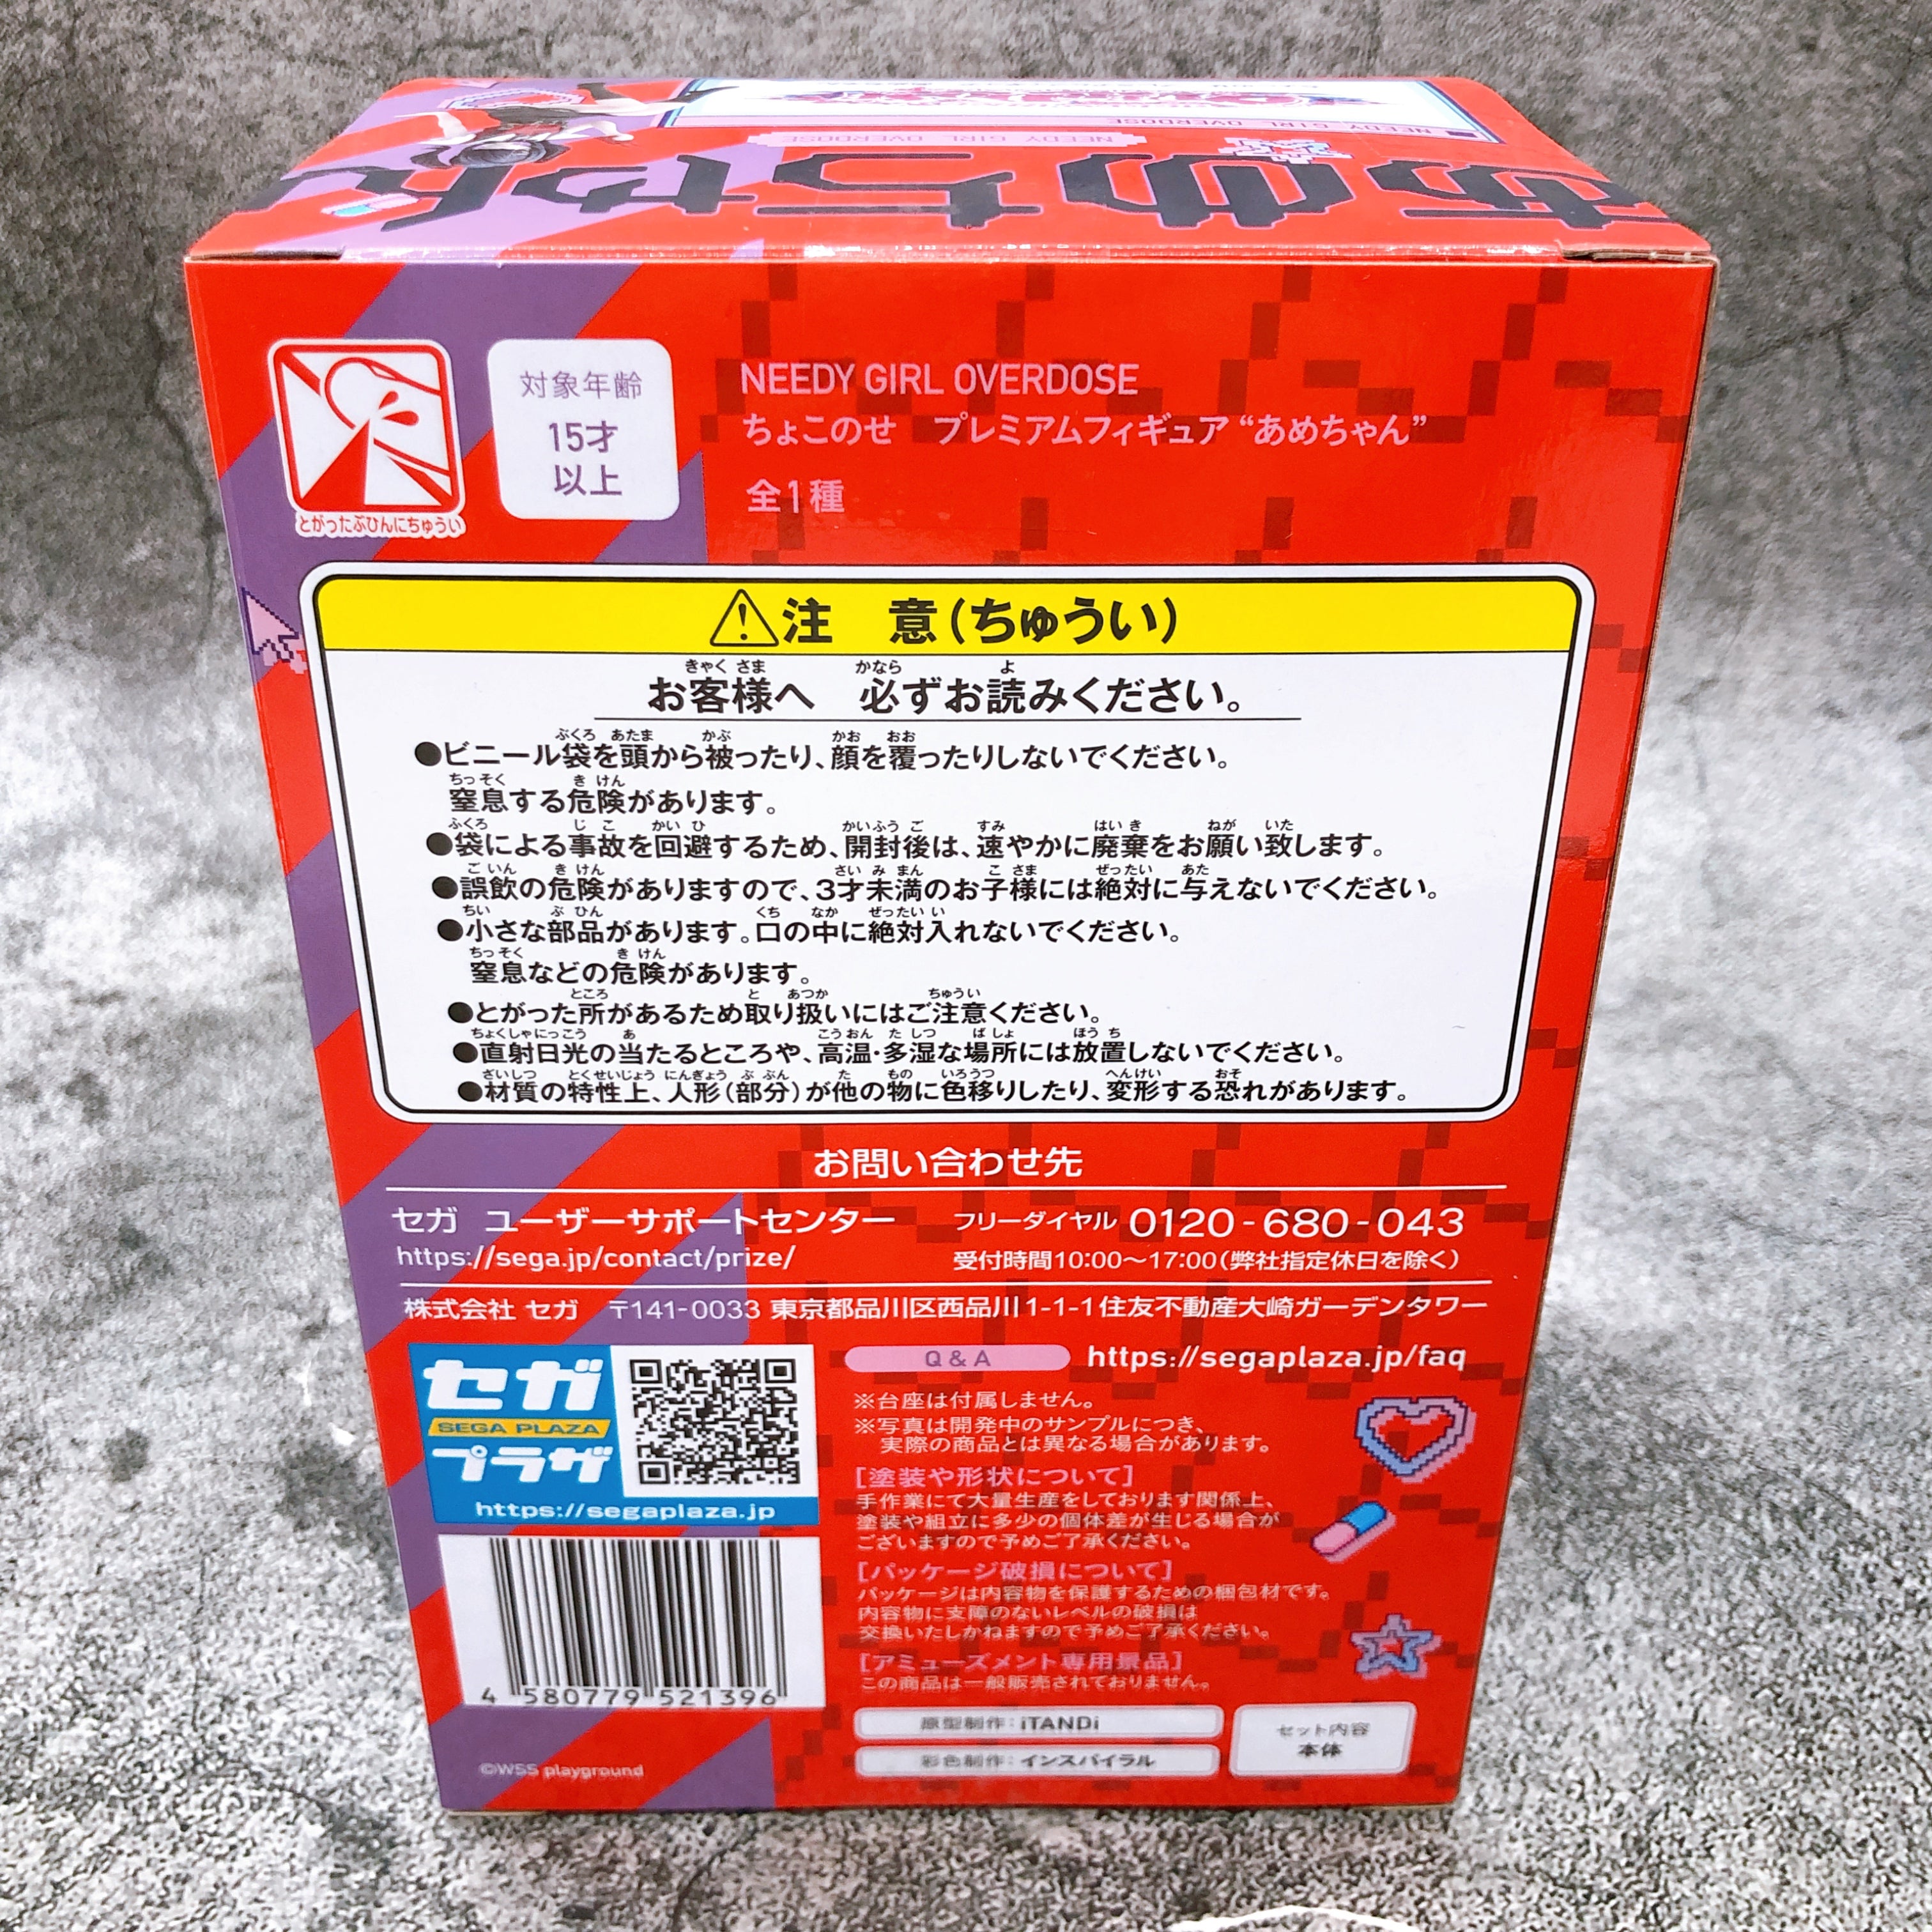 NEEDY GIRL OVERDOSE
NEEDY GIRL OVERDOSE
あめちゃん
とがったぶひんにちゅうい
対象年齢
15才
以上
NEEDY GIRL OVERDOSE
ちょこのせ プレミアムフィギュア “あめちゃん”
全1種
注 意(ちゅうい)
お客様へ 必ずお読みください。
●ビニール袋を頭から被ったり、顔を覆ったりしないでください。
窒息する危険があります。
●袋による事故を回避するため、開封後は、速やかに廃棄をお願い致します。
●誤飲の危険がありますので、3才未満のお子様には絶対に与えないでください。
●小さな部品があります。口の中に絶対入れないでください。
窒息などの危険があります。
●とがった所があるため取り扱いにはご注意ください。
●直射日光の当たるところや、高温・多湿な場所には放置しないでください。
●材質の特性上、人形(部分)が他の物に色移りしたり、変形する恐れがあります。
お問い合わせ先
セガ ユーザーサポートセンター フリーダイヤル 0120-680-043
https://sega.jp/contact/prize/ 受付時間10:00〜17:00(弊社指定休日を除く)
株式会社 セガ 〒141-0033 東京都品川区西品川1-1-1住友不動産大崎ガーデンタワー
セガ
SEGA PLAZA
プラザ
https://segaplaza.jp
Q & A https://segaplaza.jp/faq
※台座は付属しません。
※写真は開発中のサンプルにつき、
実際の商品とは異なる場合があります。
[塗装や形状について]
手作業にて大量生産をしております関係上、
塗装や組立に多少の個体差が生じる場合が
ございますので予めご了承ください。
[パッケージ破損について]
パッケージは内容物を保護するための梱包材です。
内容物に支障のないレベルの破損は
交換いたしかねますので予めご了承ください。
[アミューズメント専用景品]
この商品は一般販売されておりません。
4 580779 521396
原型制作:iTANDi
彩色制作:インスパイラル
セット内容
本体
©WSS playground